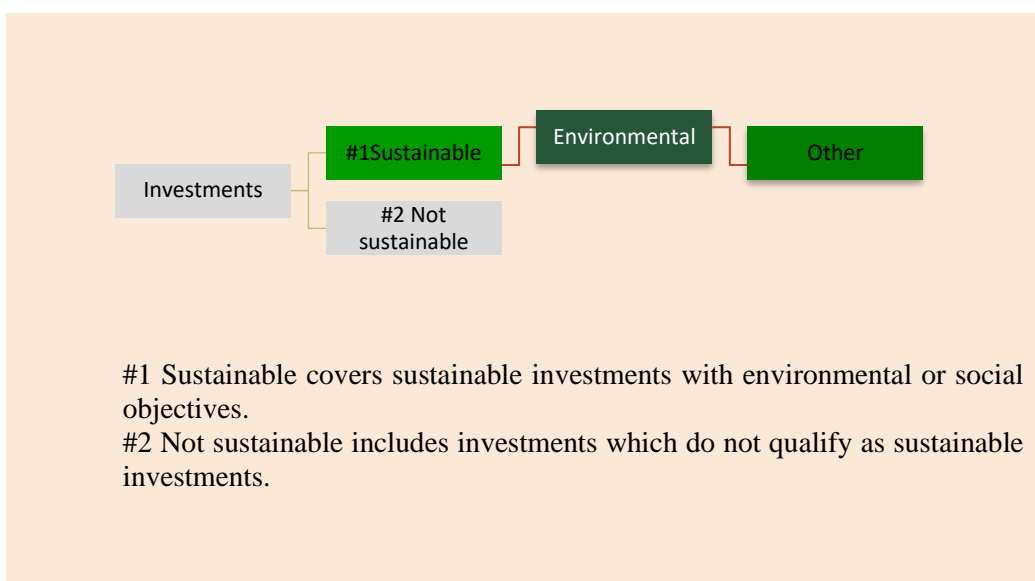 Environmental
#1Sustainable
Other
Investments
#2 Not
sustainable
#1 Sustainable covers sustainable investments with environmental or social
objectives.
#2 Not sustainable includes investments which do not qualify as sustainable
investments.